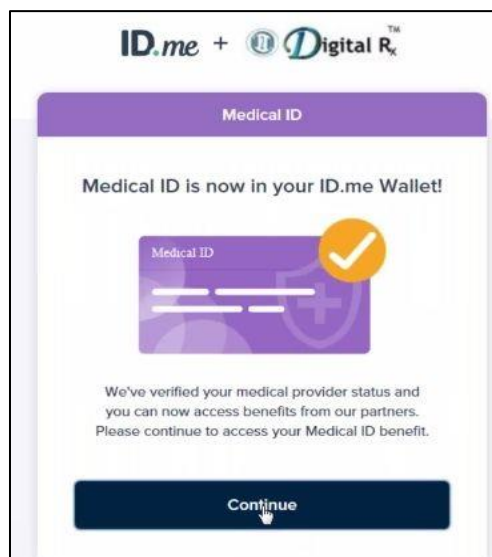 ID.me + Digital Rx™
Medical ID
Medical ID is now in your ID.me Wallet!
Medical ID
We've verified your medical provider status and
you can now access benefits from our partners.
Please continue to access your Medical ID benefit.
Continue